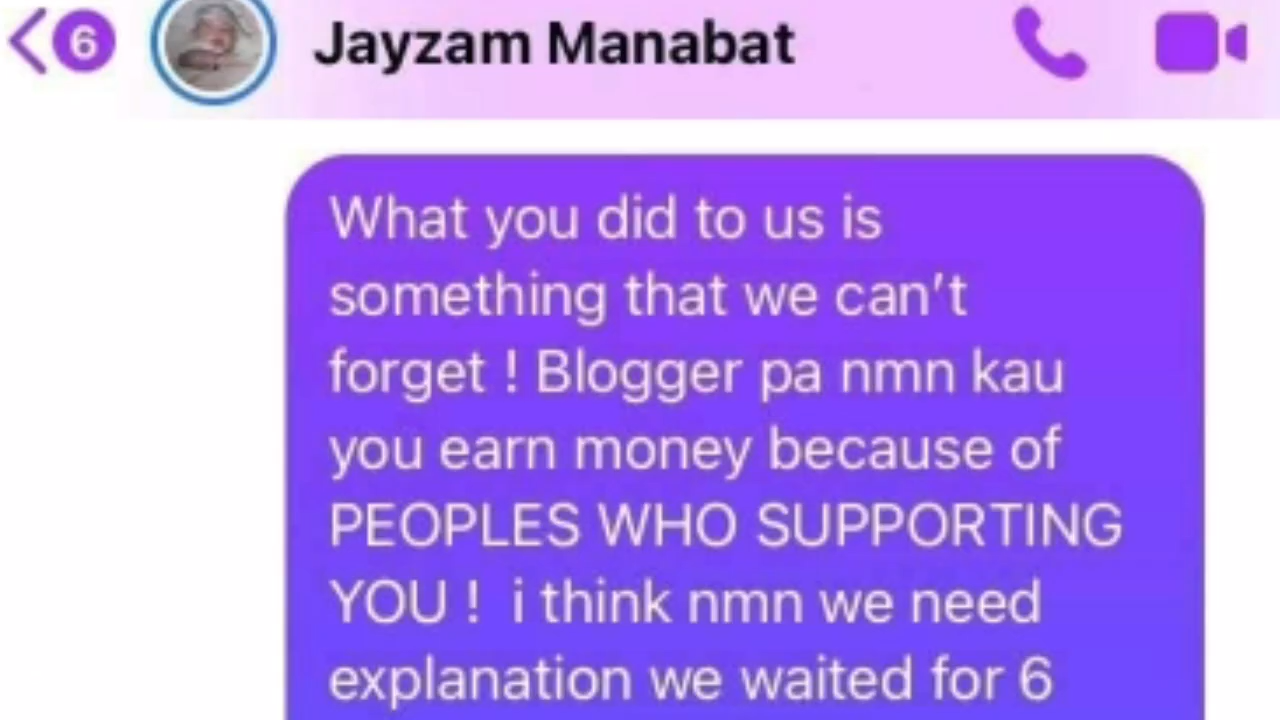 6
Jayzam Manabat
What you did to us is
something that we can’t
forget ! Blogger pa nmn kau
you earn money because of
PEOPLES WHO SUPPORTING
YOU !  i think nmn we need
explanation we waited for 6